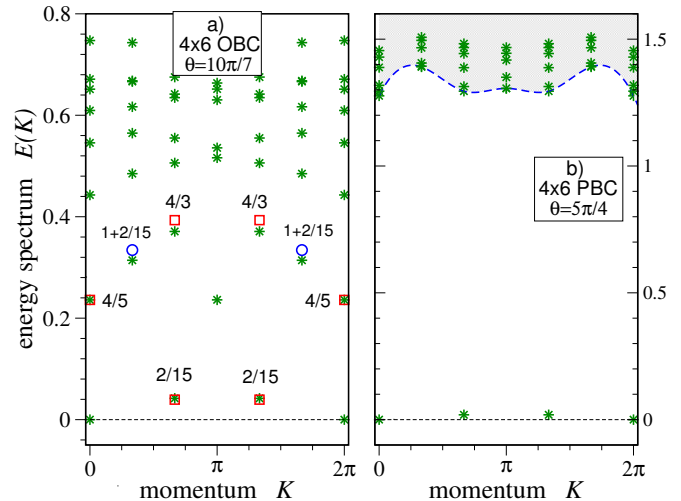 a)
4x6 OBC
θ=10π/7
b)
4x6 PBC
θ=5π/4
energy spectrum E(K)
0.8
0.6
0.4
0.2
0
4/3
4/3
1+2/15
1+2/15
4/5
4/5
2/15
2/15
1.5
1
0.5
0
0
π
2π
0
π
2π
momentum K
momentum K